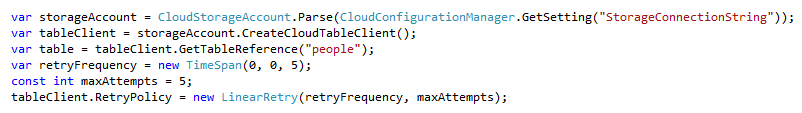 var storageAccount = CloudStorageAccount.Parse(CloudConfigurationManager.GetSetting("StorageConnectionString"));
var tableClient = storageAccount.CreateCloudTableClient();
var table = tableClient.GetTableReference("people");
var retryFrequency = new TimeSpan(0, 0, 5);
const int maxAttempts = 5;
tableClient.RetryPolicy = new LinearRetry(retryFrequency, maxAttempts);